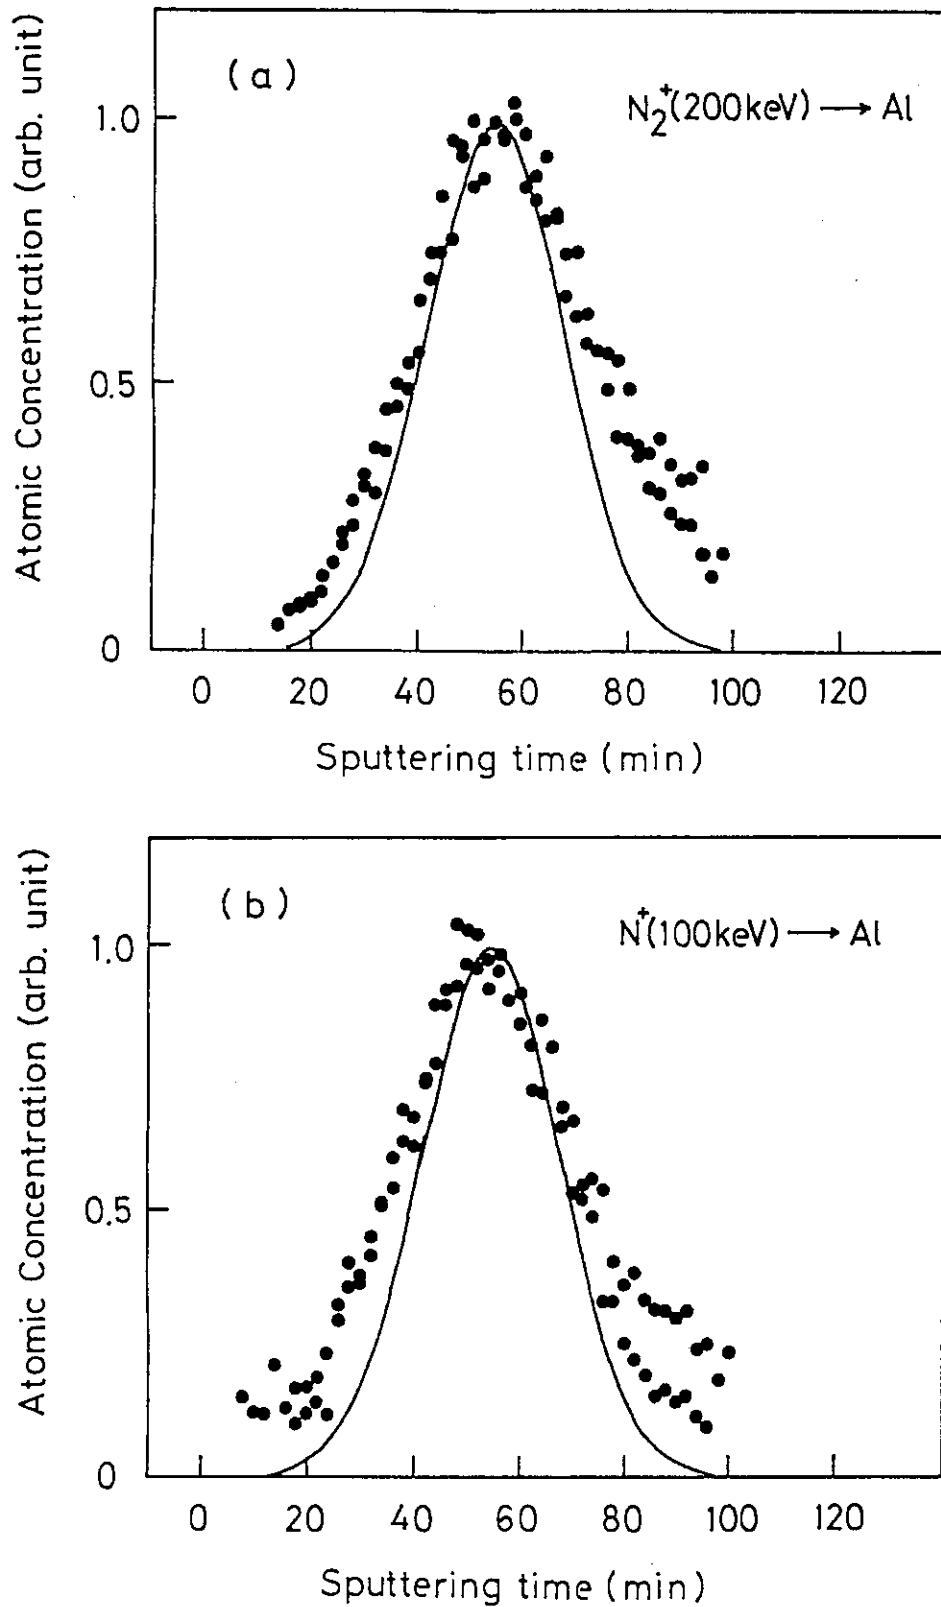 (a)
N₂⁺(200keV) → Al
Atomic Concentration (arb. unit)
1.0
0.5
0
0 20 40 60 80 100 120
Sputtering time (min)
(b)
N⁺(100keV) → Al
Atomic Concentration (arb. unit)
1.0
0.5
0
0 20 40 60 80 100 120
Sputtering time (min)